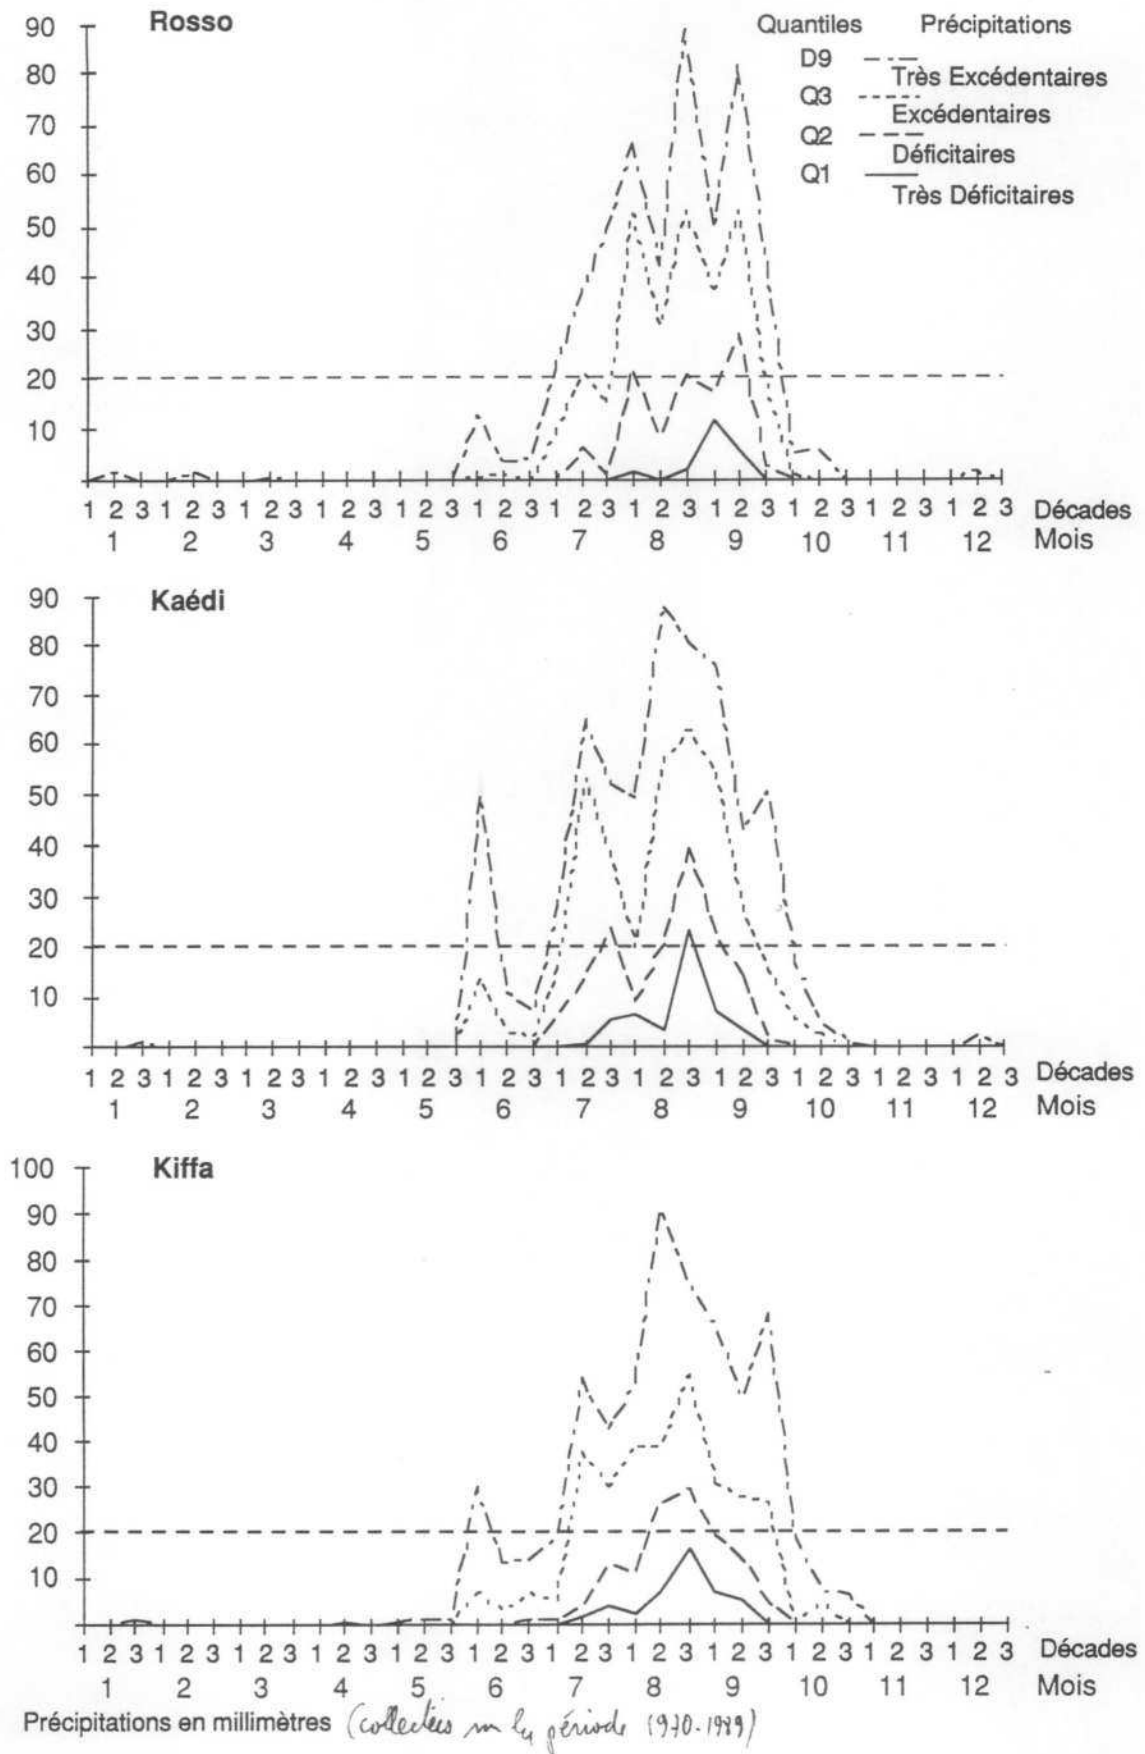 Rosso
Quantiles Précipitations
D9 Très Excédentaires
Q3 Excédentaires
Q2 Déficitaires
Q1 Très Déficitaires
90
80
70
60
50
40
30
20
10
1 2 3 1 2 3 1 2 3 1 2 3 1 2 3 1 2 3 1 2 3 1 2 3 1 2 3 1 2 3 1 2 3 1 2 3 Décades
1 2 3 4 5 6 7 8 9 10 11 12 Mois
Kaédi
90
80
70
60
50
40
30
20
10
1 2 3 1 2 3 1 2 3 1 2 3 1 2 3 1 2 3 1 2 3 1 2 3 1 2 3 1 2 3 1 2 3 1 2 3 Décades
1 2 3 4 5 6 7 8 9 10 11 12 Mois
Kiffa
100
90
80
70
60
50
40
30
20
10
1 2 3 1 2 3 1 2 3 1 2 3 1 2 3 1 2 3 1 2 3 1 2 3 1 2 3 1 2 3 1 2 3 1 2 3 Décades
1 2 3 4 5 6 7 8 9 10 11 12 Mois
Précipitations en millimètres (collectées sur la période 1970-1989)